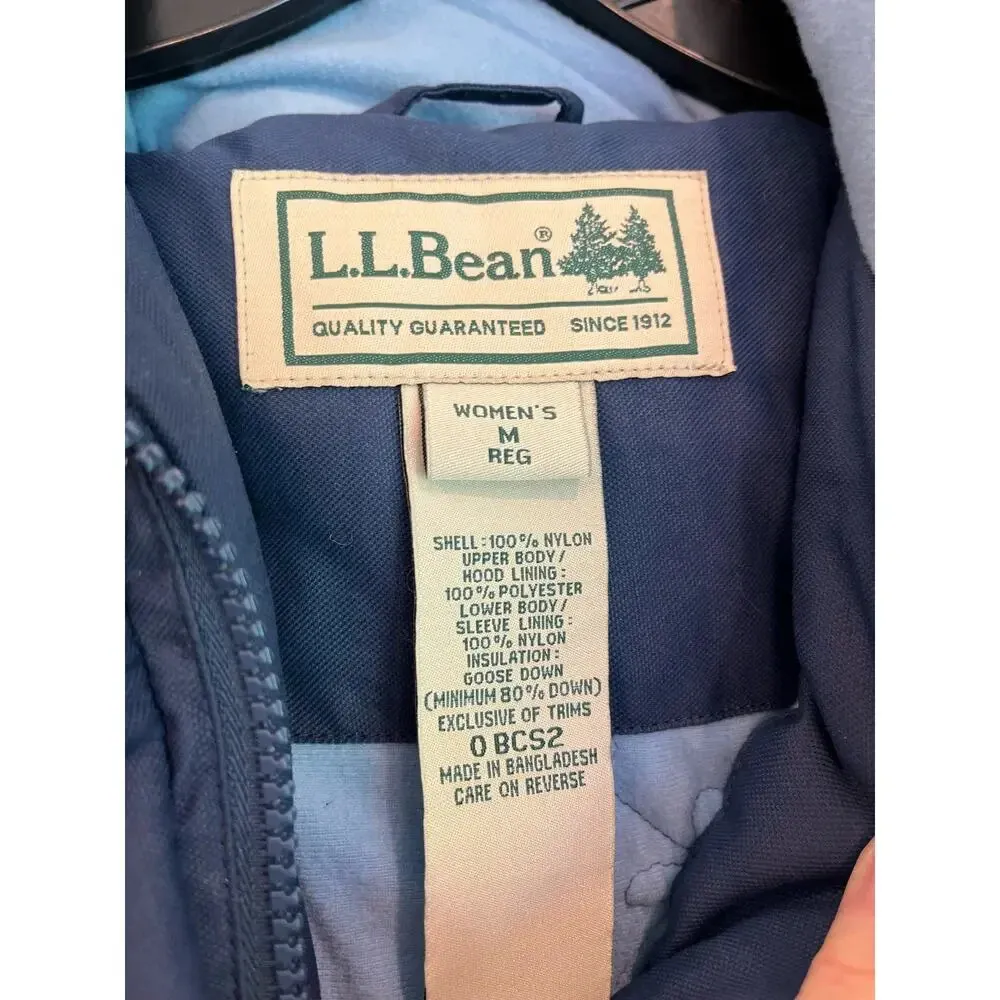 L.L.Bean®
QUALITY GUARANTEED SINCE 1912
WOMEN'S
M
REG
SHELL: 100% NYLON
UPPER BODY/
HOOD LINING:
100% POLYESTER
LOWER BODY/
SLEEVE LINING:
100% NYLON
INSULATION:
GOOSE DOWN
(MINIMUM 80% DOWN)
EXCLUSIVE OF TRIMS
0 BCS2
MADE IN BANGLADESH
CARE ON REVERSE